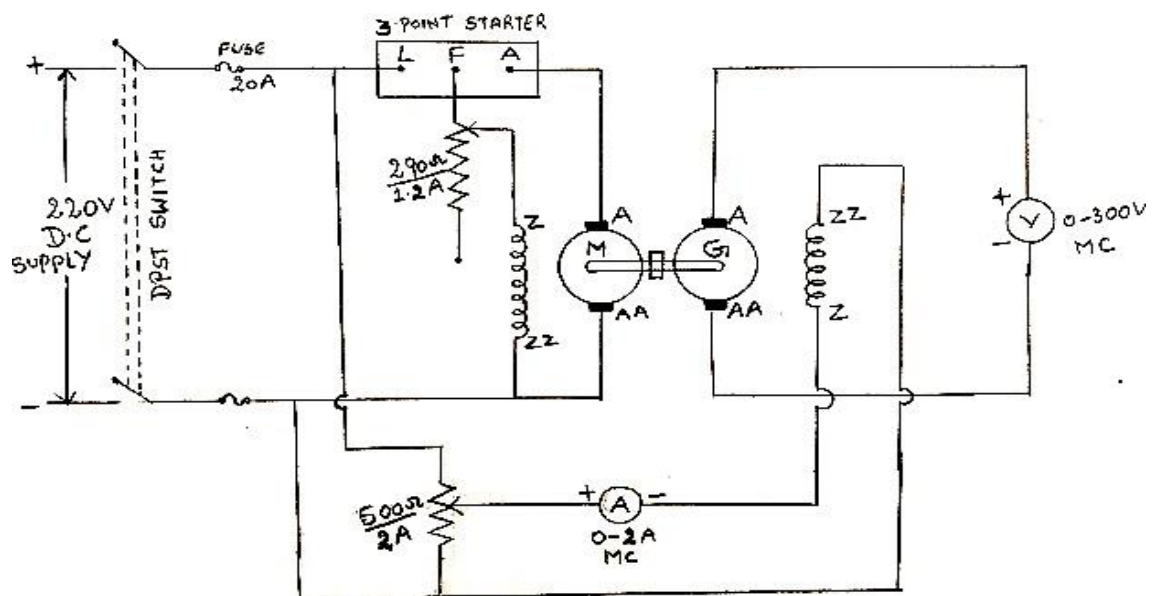 3-POINT STARTER
L F A
FUSE
20A
+
220V
D.C
SUPPLY
-
DPST SWITCH
290Ω
1.2A
Z
ZZ
A
M
AA
A
G
AA
ZZ
Z
+
V
-
0-300V
MC
500Ω
2A
+
A
-
0-2A
MC